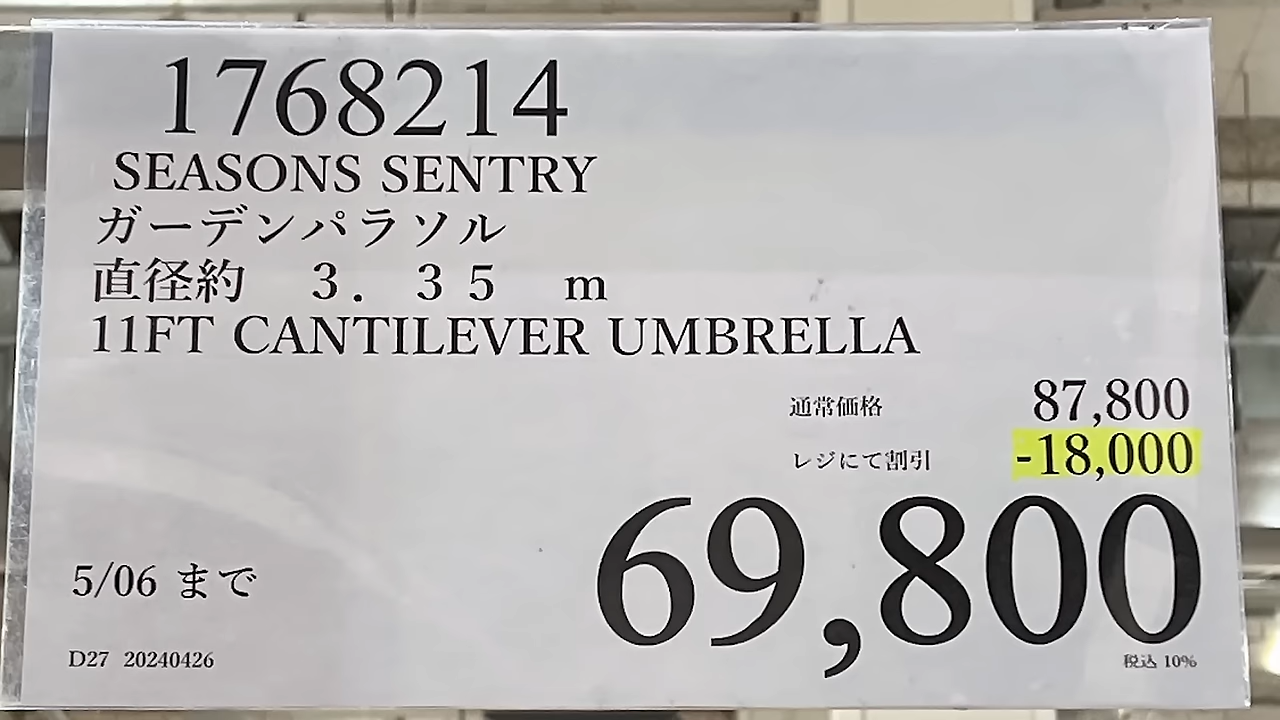 1768214
SEASONS SENTRY
ガーデンパラソル
直径約　３．３５　ｍ
11FT CANTILEVER UMBRELLA
通常価格 87,800
レジにて割引 -18,000
69,800
5/06 まで
D27 20240426
税込 10%